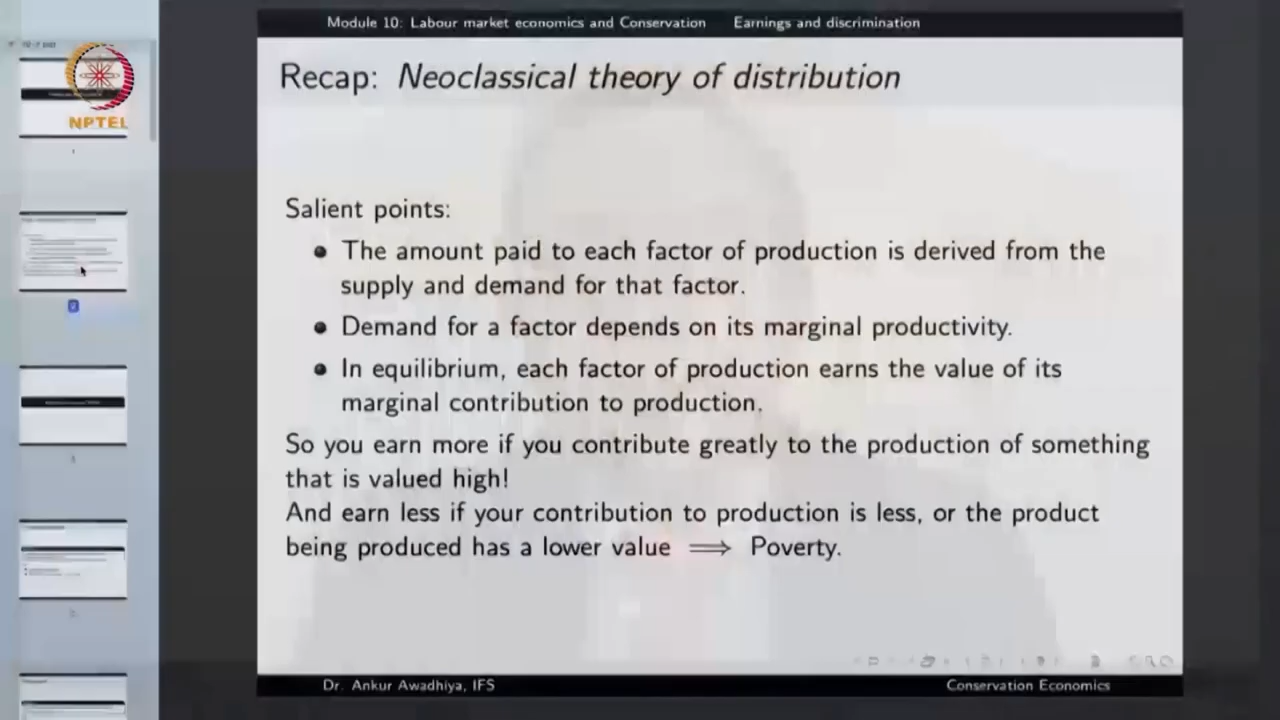 Module 10: Labour market economics and Conservation Earnings and discrimination
NPTEL
Recap: Neoclassical theory of distribution
Salient points:
The amount paid to each factor of production is derived from the
supply and demand for that factor.
Demand for a factor depends on its marginal productivity.
In equilibrium, each factor of production earns the value of its
marginal contribution to production.
So you earn more if you contribute greatly to the production of something
that is valued high!
And earn less if your contribution to production is less, or the product
being produced has a lower value ⟹ Poverty.
Dr. Ankur Awadhiya, IFS Conservation Economics